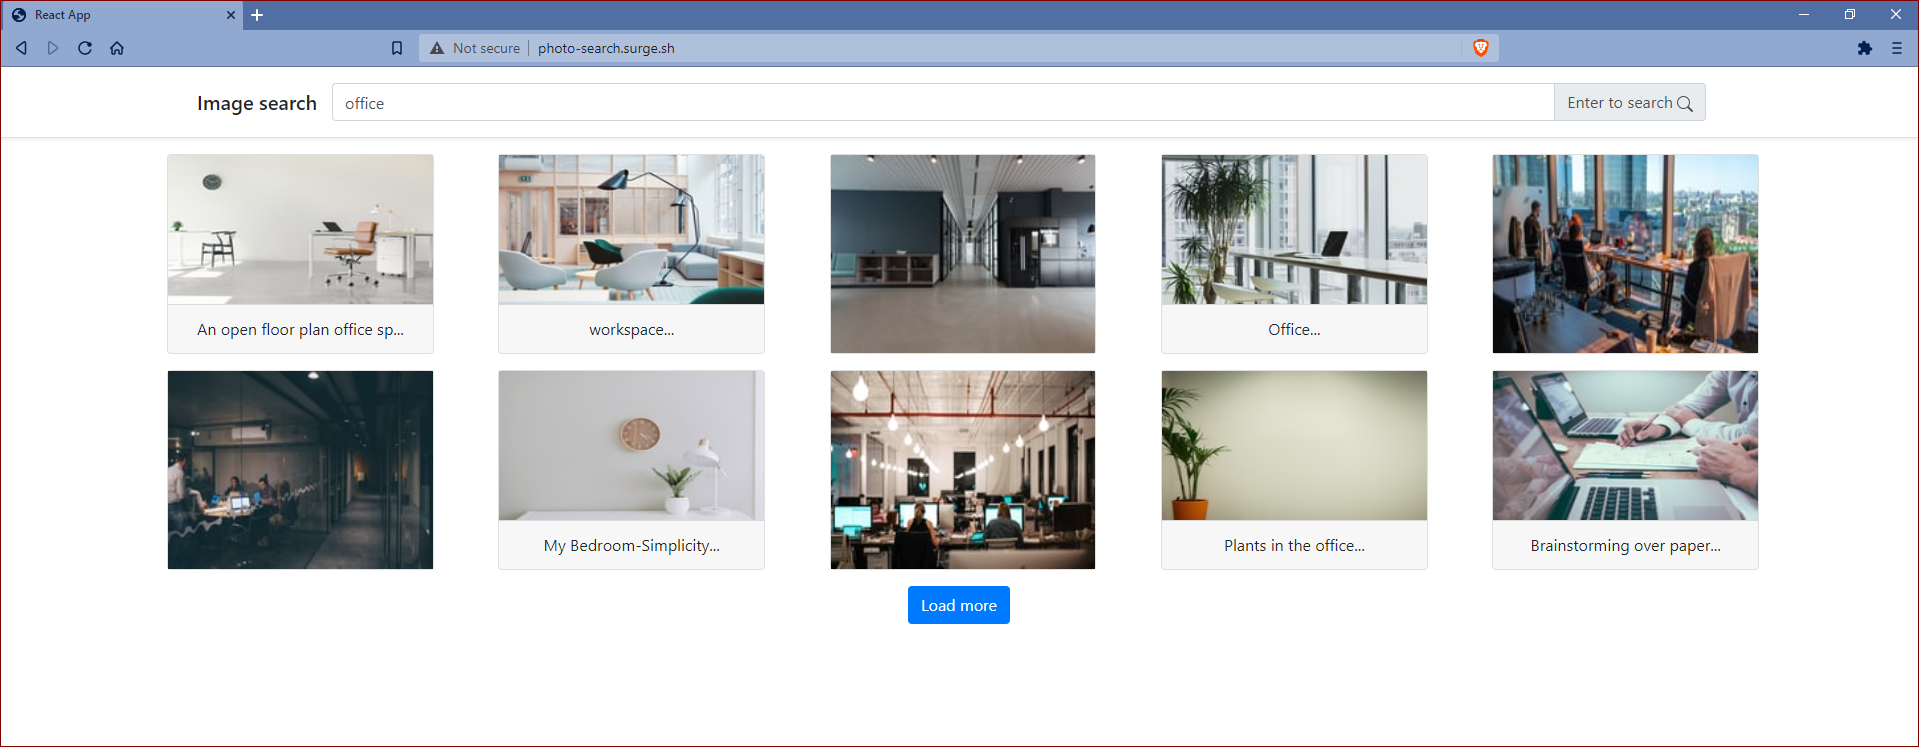 React App
Not secure
photo-search.surge.sh
Image search
office
Enter to search
An open floor plan office sp...
workspace...
Office...
My Bedroom-Simplicity...
Plants in the office...
Brainstorming over paper...
Load more